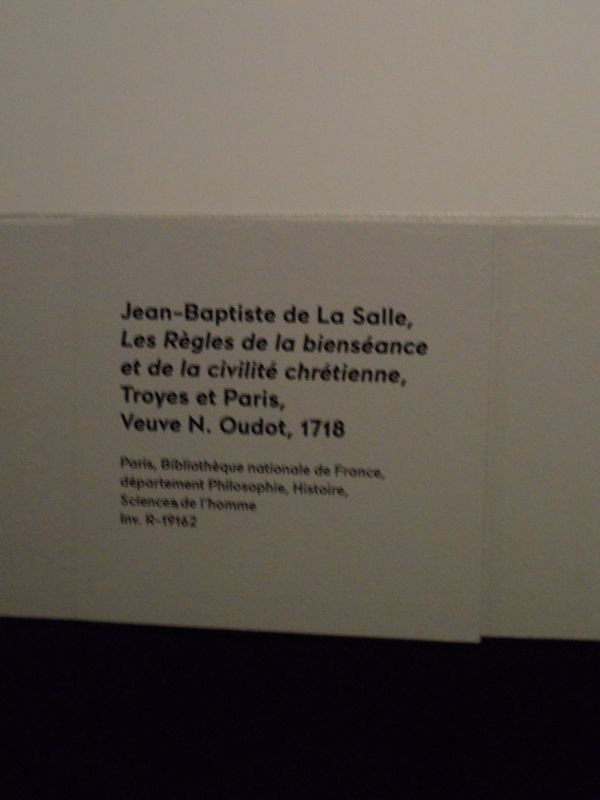 Jean-Baptiste de La Salle,
Les Règles de la bienséance
et de la civilité chrétienne,
Troyes et Paris,
Veuve N. Oudot, 1718
Paris, Bibliothèque nationale de France,
département Philosophie, Histoire,
Sciences de l'homme
Inv. R-19162